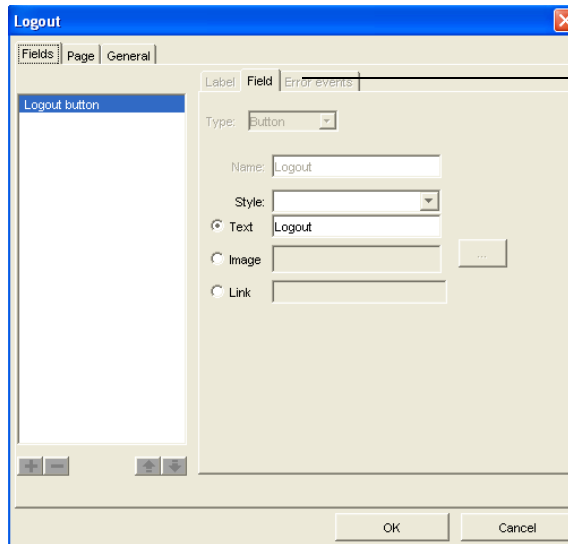 Logout
Fields Page General
Label Field Error events
Logout button
Type: Button
Name: Logout
Style:
Text Logout
Image ...
Link
OK Cancel